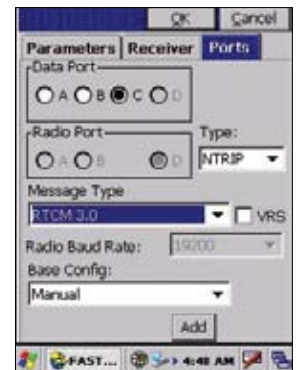 OK Cancel
Parameters Receiver Ports
Data Port
A B C D
Radio Port Type:
A B D NTRIP
Message Type
RTCM 3.0 VRS
Radio Baud Rate: 19200
Base Config:
Manual
Add
FAST... 4:48 AM